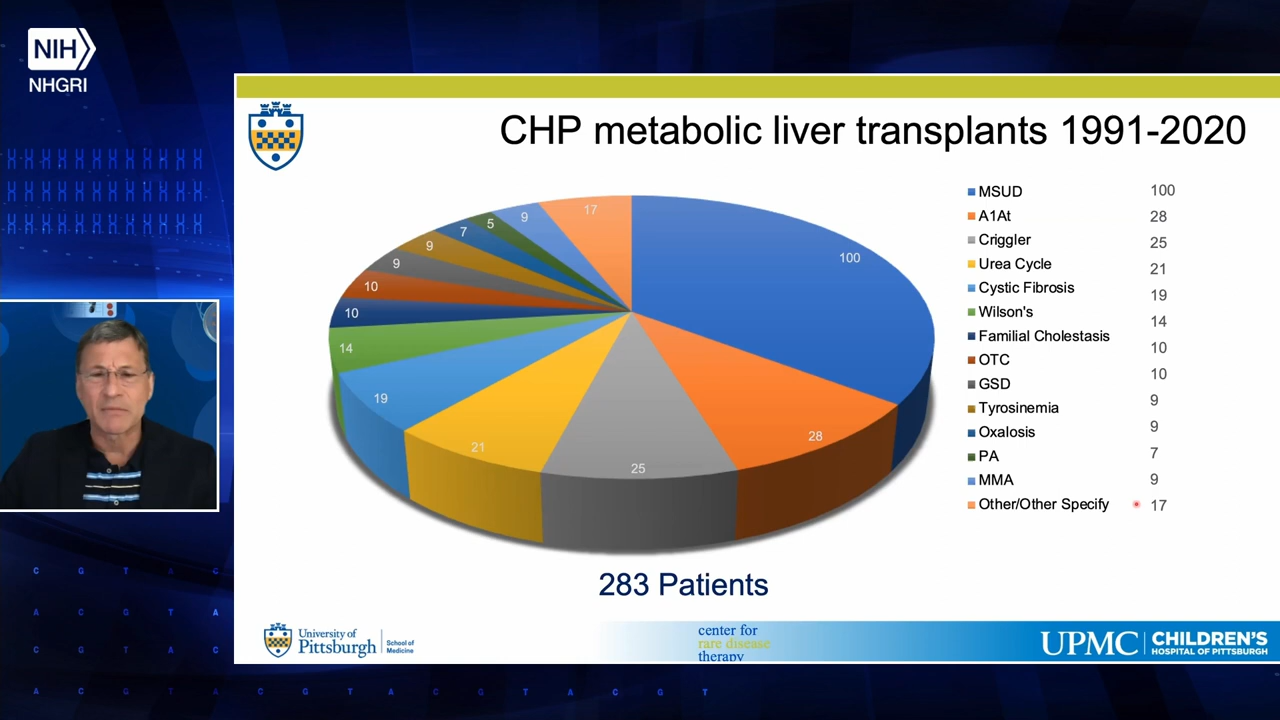 NIH
NHGRI
CHP metabolic liver transplants 1991-2020
100
28
25
21
19
14
10
10
9
9
7
5
9
17
MSUD 100
A1At 28
Criggler 25
Urea Cycle 21
Cystic Fibrosis 19
Wilson's 14
Familial Cholestasis 10
OTC 10
GSD 9
Tyrosinemia 9
Oxalosis 7
PA
MMA 9
Other/Other Specify 17
283 Patients
University of
Pittsburgh
School of
Medicine
center for
rare disease
therapy
UPMC
CHILDREN'S
HOSPITAL OF PITTSBURGH
C G T A C
A C G T A
C G T A C
A C G T A C G T A C G T A C G T